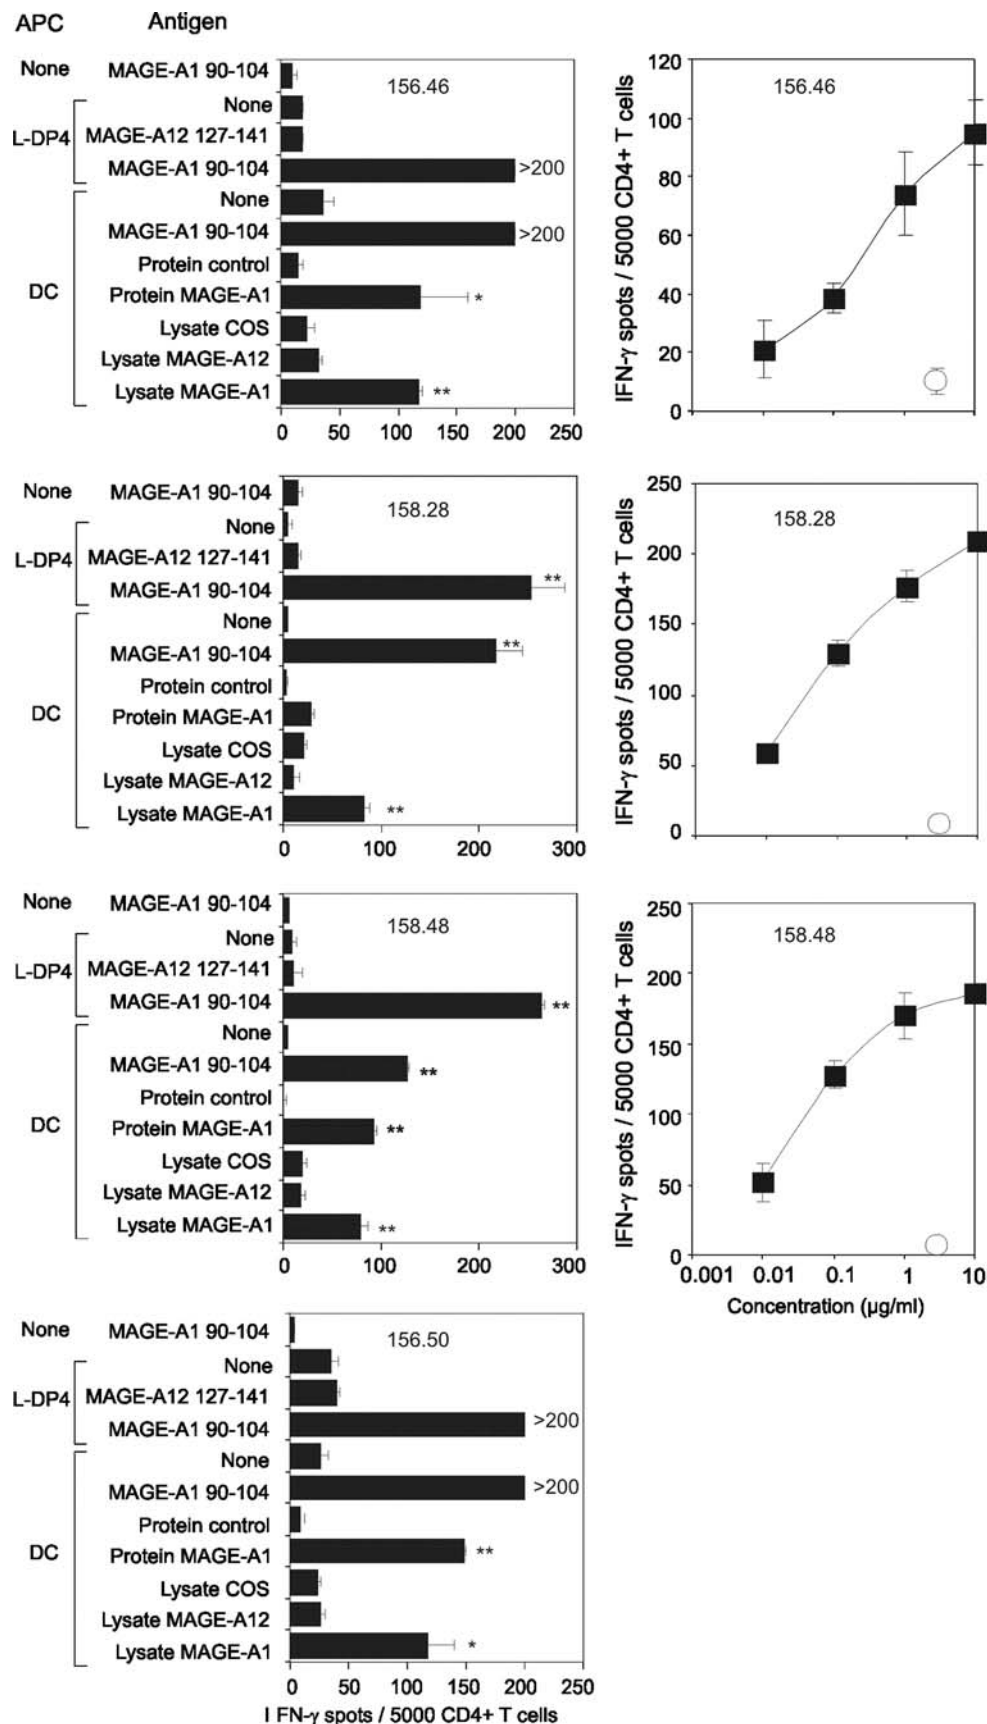 APC Antigen
None MAGE-A1 90-104
156.46
None
L-DP4 MAGE-A12 127-141
MAGE-A1 90-104 >200
None
MAGE-A1 90-104 >200
Protein control
DC Protein MAGE-A1 *
Lysate COS
Lysate MAGE-A12
Lysate MAGE-A1 **
0 50 100 150 200 250
IFN-γ spots / 5000 CD4+ T cells
120
100
80
60
40
20
0
156.46
None MAGE-A1 90-104
158.28
None
L-DP4 MAGE-A12 127-141
MAGE-A1 90-104 **
None
MAGE-A1 90-104 **
Protein control
DC Protein MAGE-A1
Lysate COS
Lysate MAGE-A12
Lysate MAGE-A1 **
0 100 200 300
IFN-γ spots / 5000 CD4+ T cells
250
200
150
100
50
0
158.28
None MAGE-A1 90-104
158.48
None
L-DP4 MAGE-A12 127-141
MAGE-A1 90-104 **
None
MAGE-A1 90-104 **
Protein control
DC Protein MAGE-A1 **
Lysate COS
Lysate MAGE-A12
Lysate MAGE-A1 **
0 100 200 300
IFN-γ spots / 5000 CD4+ T cells
250
200
150
100
50
0
158.48
0.001 0.01 0.1 1 10
Concentration (µg/ml)
None MAGE-A1 90-104
156.50
None
L-DP4 MAGE-A12 127-141
MAGE-A1 90-104 >200
None
MAGE-A1 90-104 >200
Protein control
DC Protein MAGE-A1 **
Lysate COS
Lysate MAGE-A12
Lysate MAGE-A1 *
0 50 100 150 200 250
I FN-γ spots / 5000 CD4+ T cells